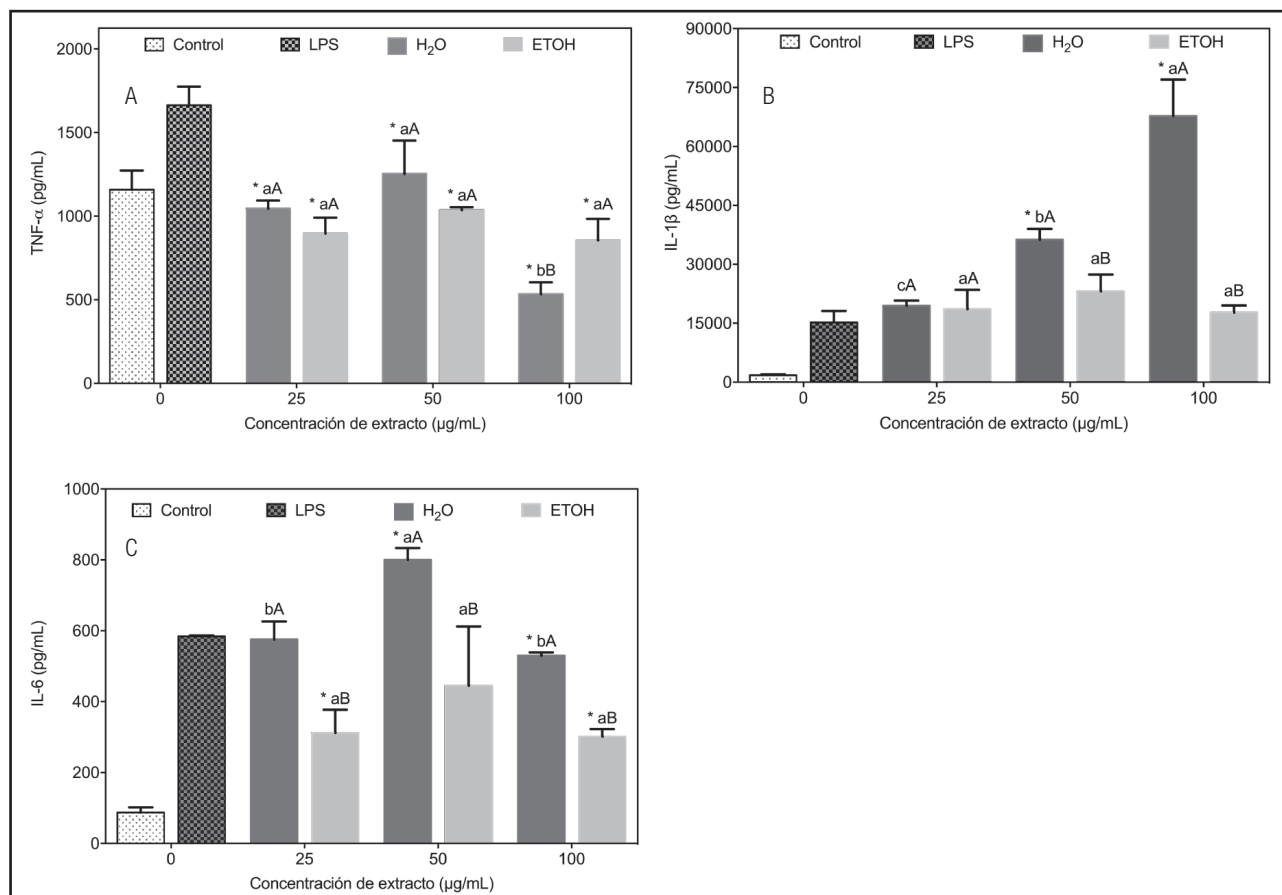 Control LPS H₂O ETOH
A
TNF-α (pg/mL)
2000
1500
1000
500
0
* aA
* aA
* aA
* aA
* bB
* aA
0 25 50 100
Concentración de extracto (µg/mL)
Control LPS H₂O ETOH
B
IL-1β (pg/mL)
90000
75000
60000
45000
30000
15000
0
cA
aA
* bA
aB
* aA
aB
0 25 50 100
Concentración de extracto (µg/mL)
Control LPS H₂O ETOH
C
IL-6 (pg/mL)
1000
800
600
400
200
0
bA
* aB
* aA
aB
* bA
* aB
0 25 50 100
Concentración de extracto (µg/mL)